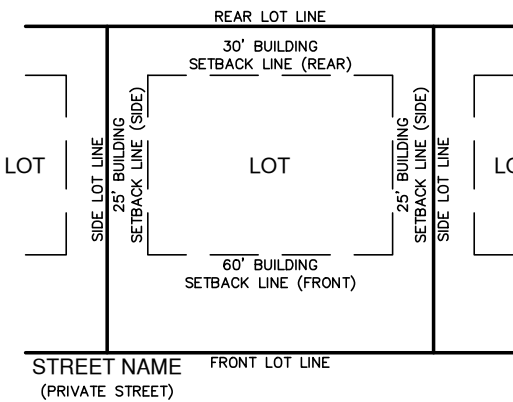 REAR LOT LINE
30' BUILDING
SETBACK LINE (REAR)
LOT
SIDE LOT LINE
25' BUILDING
SETBACK LINE (SIDE)
LOT
25' BUILDING
SETBACK LINE (SIDE)
SIDE LOT LINE
LO
60' BUILDING
SETBACK LINE (FRONT)
STREET NAME
FRONT LOT LINE
(PRIVATE STREET)